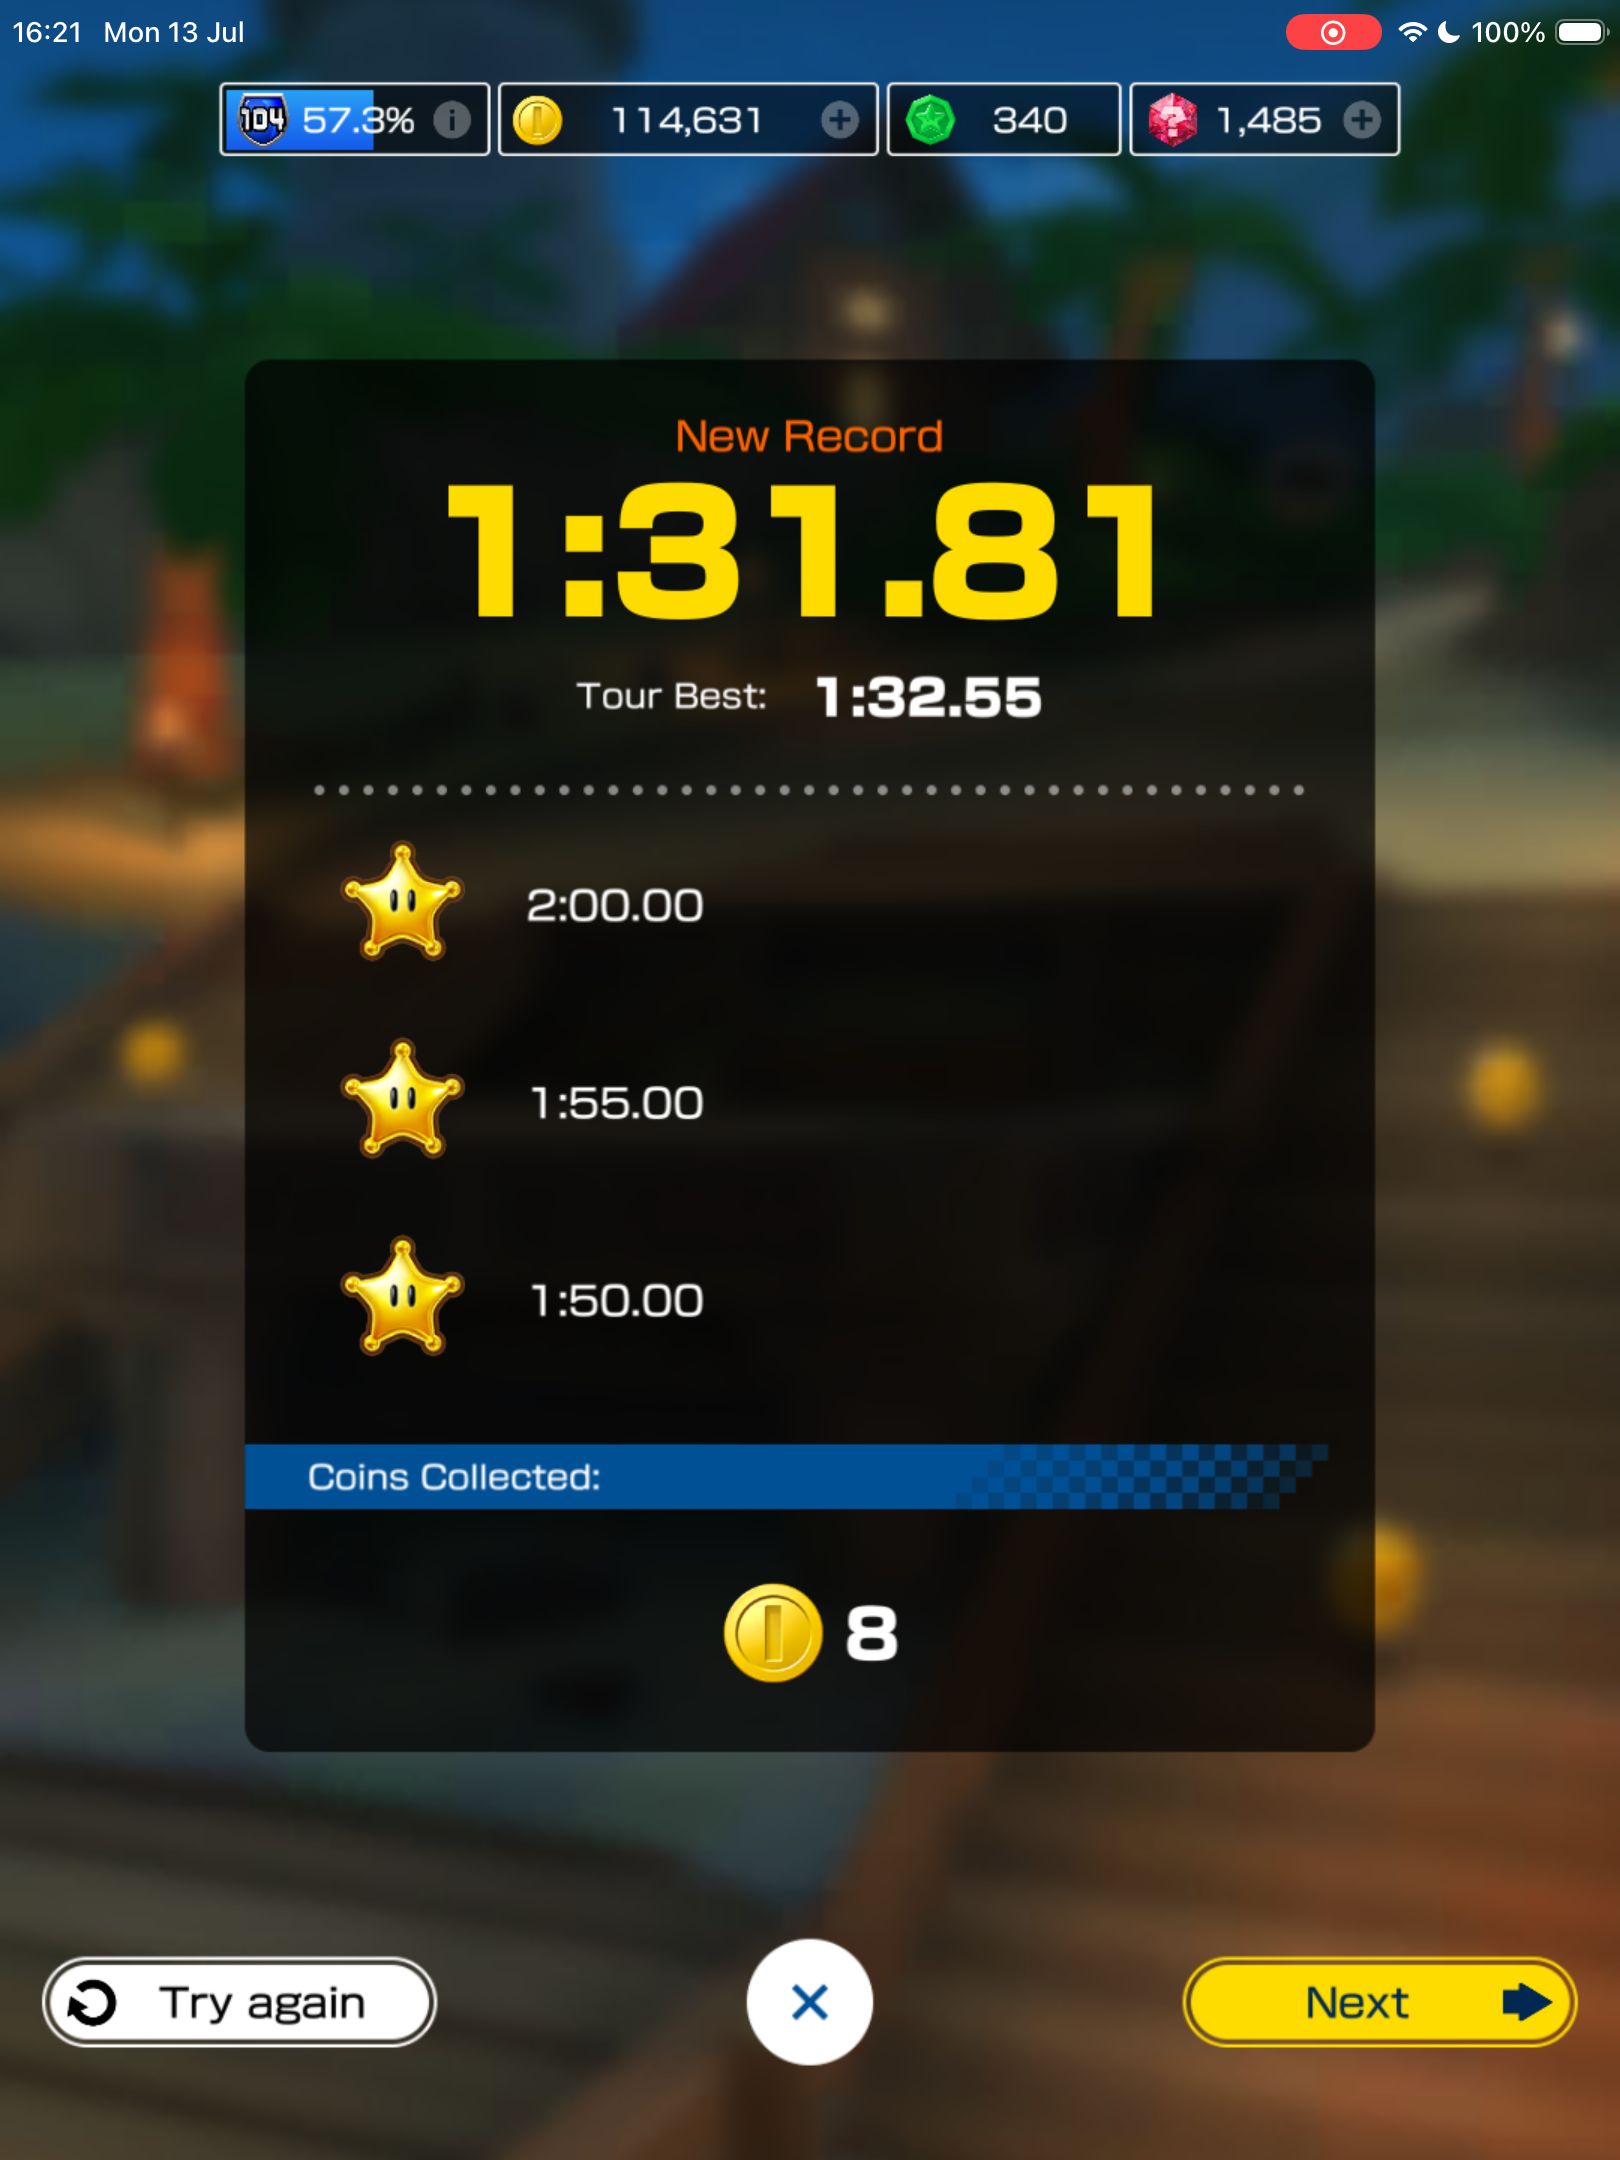 16:21 Mon 13 Jul 100%
104 57.3% i 114,631 + 340 ? 1,485 +
New Record
1:31.81
Tour Best: 1:32.55
2:00.00
1:55.00
1:50.00
Coins Collected:
8
Try again × Next